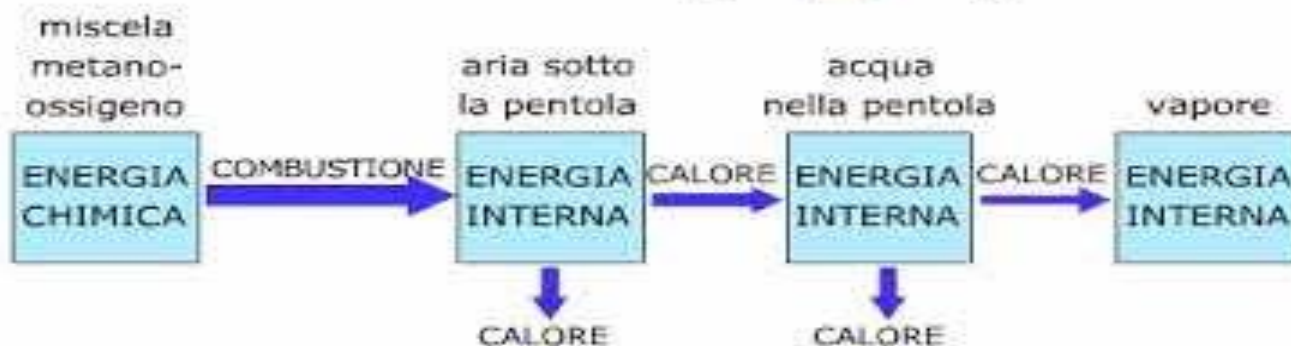 miscela
metano-
ossigeno
aria sotto
la pentola
acqua
nella pentola
vapore
ENERGIA
CHIMICA
COMBUSTIONE
ENERGIA
INTERNA
CALORE
ENERGIA
INTERNA
CALORE
ENERGIA
INTERNA
CALORE
CALORE